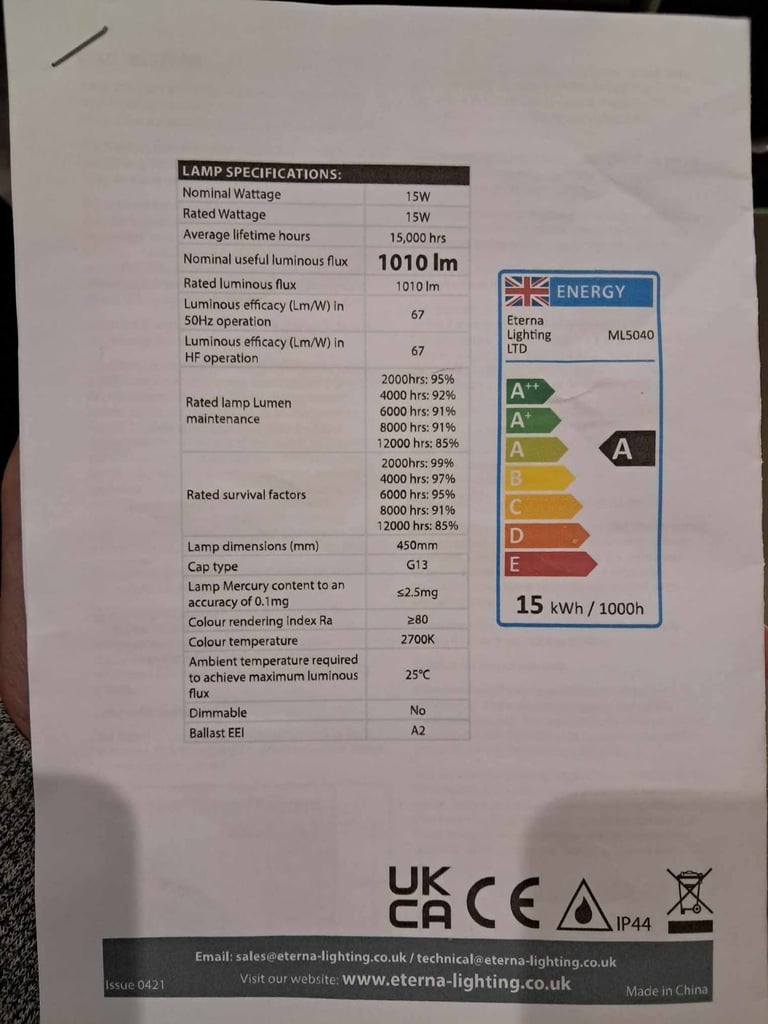 LAMP SPECIFICATIONS:
Nominal Wattage 15W
Rated Wattage 15W
Average lifetime hours 15,000 hrs
Nominal useful luminous flux 1010 lm
Rated luminous flux 1010 lm
Luminous efficacy (Lm/W) in
50Hz operation 67
Luminous efficacy (Lm/W) in
HF operation 67
Rated lamp Lumen
maintenance
2000hrs: 95%
4000 hrs: 92%
6000 hrs: 91%
8000 hrs: 91%
12000 hrs: 85%
Rated survival factors
2000hrs: 99%
4000 hrs: 97%
6000 hrs: 95%
8000 hrs: 91%
12000 hrs: 85%
Lamp dimensions (mm) 450mm
Cap type G13
Lamp Mercury content to an
accuracy of 0.1mg ≤2.5mg
Colour rendering Index Ra ≥80
Colour temperature 2700K
Ambient temperature required
to achieve maximum luminous
flux 25°C
Dimmable No
Ballast EEI A2
ENERGY
Eterna
Lighting ML5040
LTD
A++
A+
A A
B
C
D
E
15 kWh / 1000h
UK
CA CE IP44
Email: sales@eterna-lighting.co.uk / technical@eterna-lighting.co.uk
Issue 0421 Visit our website: www.eterna-lighting.co.uk Made in China